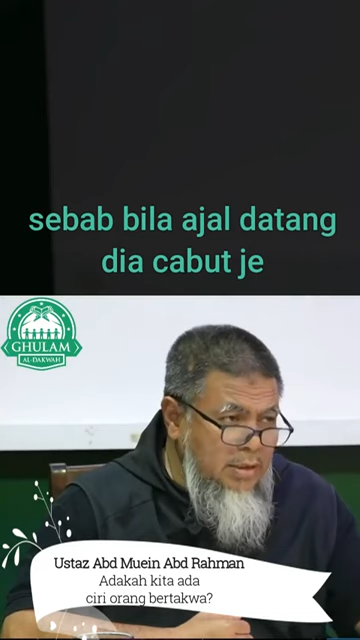 sebab bila ajal datang
dia cabut je
GHULAM
AL-DAKWAH
Ustaz Abd Muein Abd Rahman
Adakah kita ada
ciri orang bertakwa?